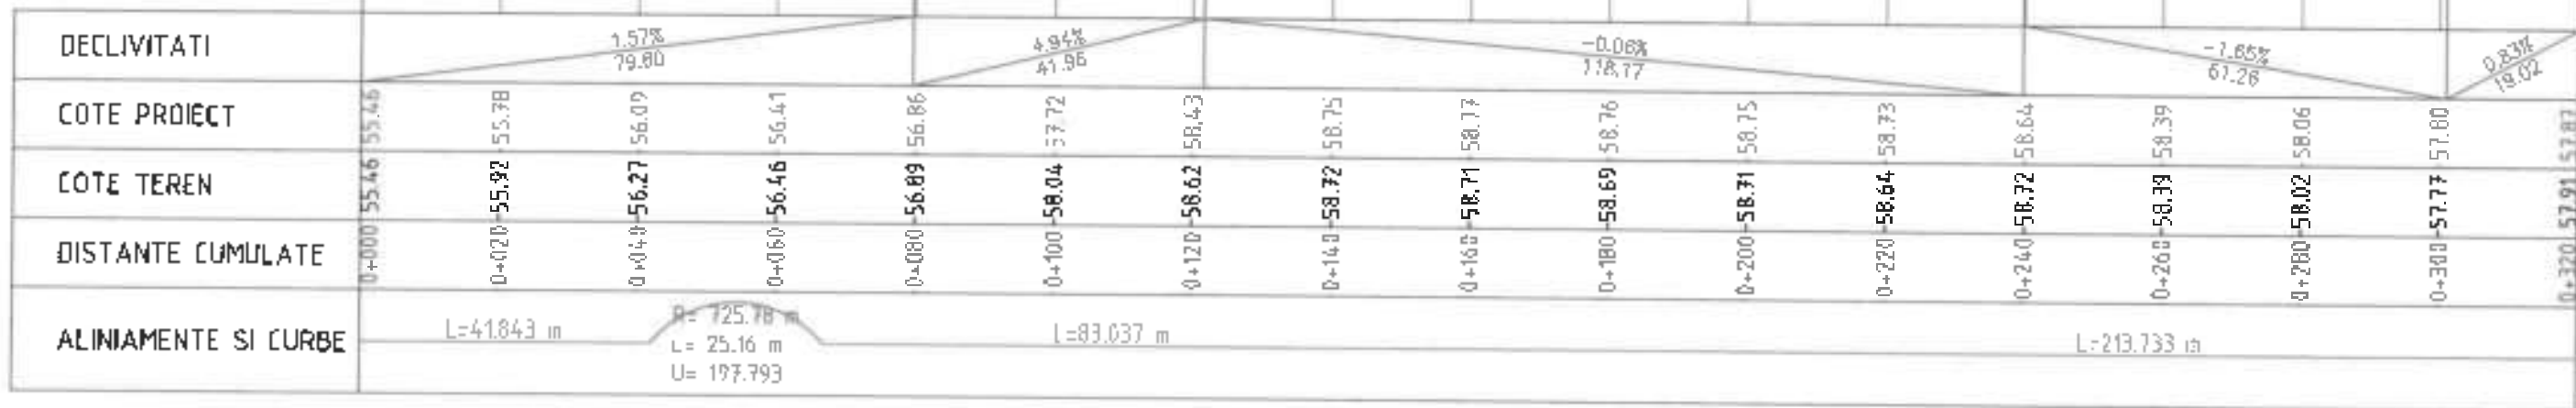 DECLIVITATI 1.57% 4.94% -0.06% -1.65% 0.83%
79.80 41.96 118.77 61.26 19.02
COTE PROIECT 55.46 55.78 56.09 56.41 56.86 57.72 58.43 58.75 58.77 58.76 58.75 58.73 58.64 58.39 58.06 57.80 57.87
COTE TEREN 55.46 55.92 56.27 56.46 56.89 58.04 58.62 58.72 58.71 58.69 58.71 58.64 58.72 58.39 58.02 57.77 57.91
DISTANTE CUMULATE 0+000 0+020 0+040 0+060 0+080 0+100 0+120 0+140 0+160 0+180 0+200 0+220 0+240 0+260 0+280 0+300 0+320
ALINIAMENTE SI CURBE L=41.843 m R= 725.78 m L=83.037 m L=213.733 m
L= 25.16 m
U= 197.793